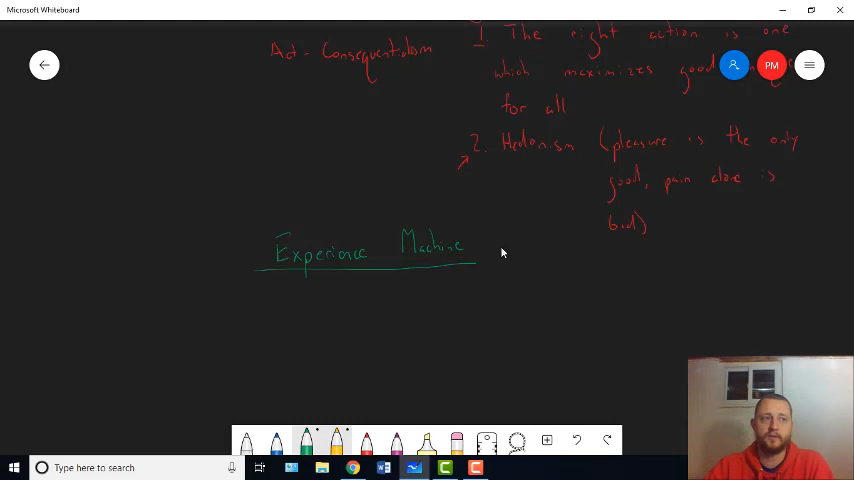 Microsoft Whiteboard
Act-Consequentialism
1. The right action is one
which maximizes good
for all
2. Hedonism (pleasure is the only
good, pain alone is
bad)
PM
Experience Machine
Type here to search